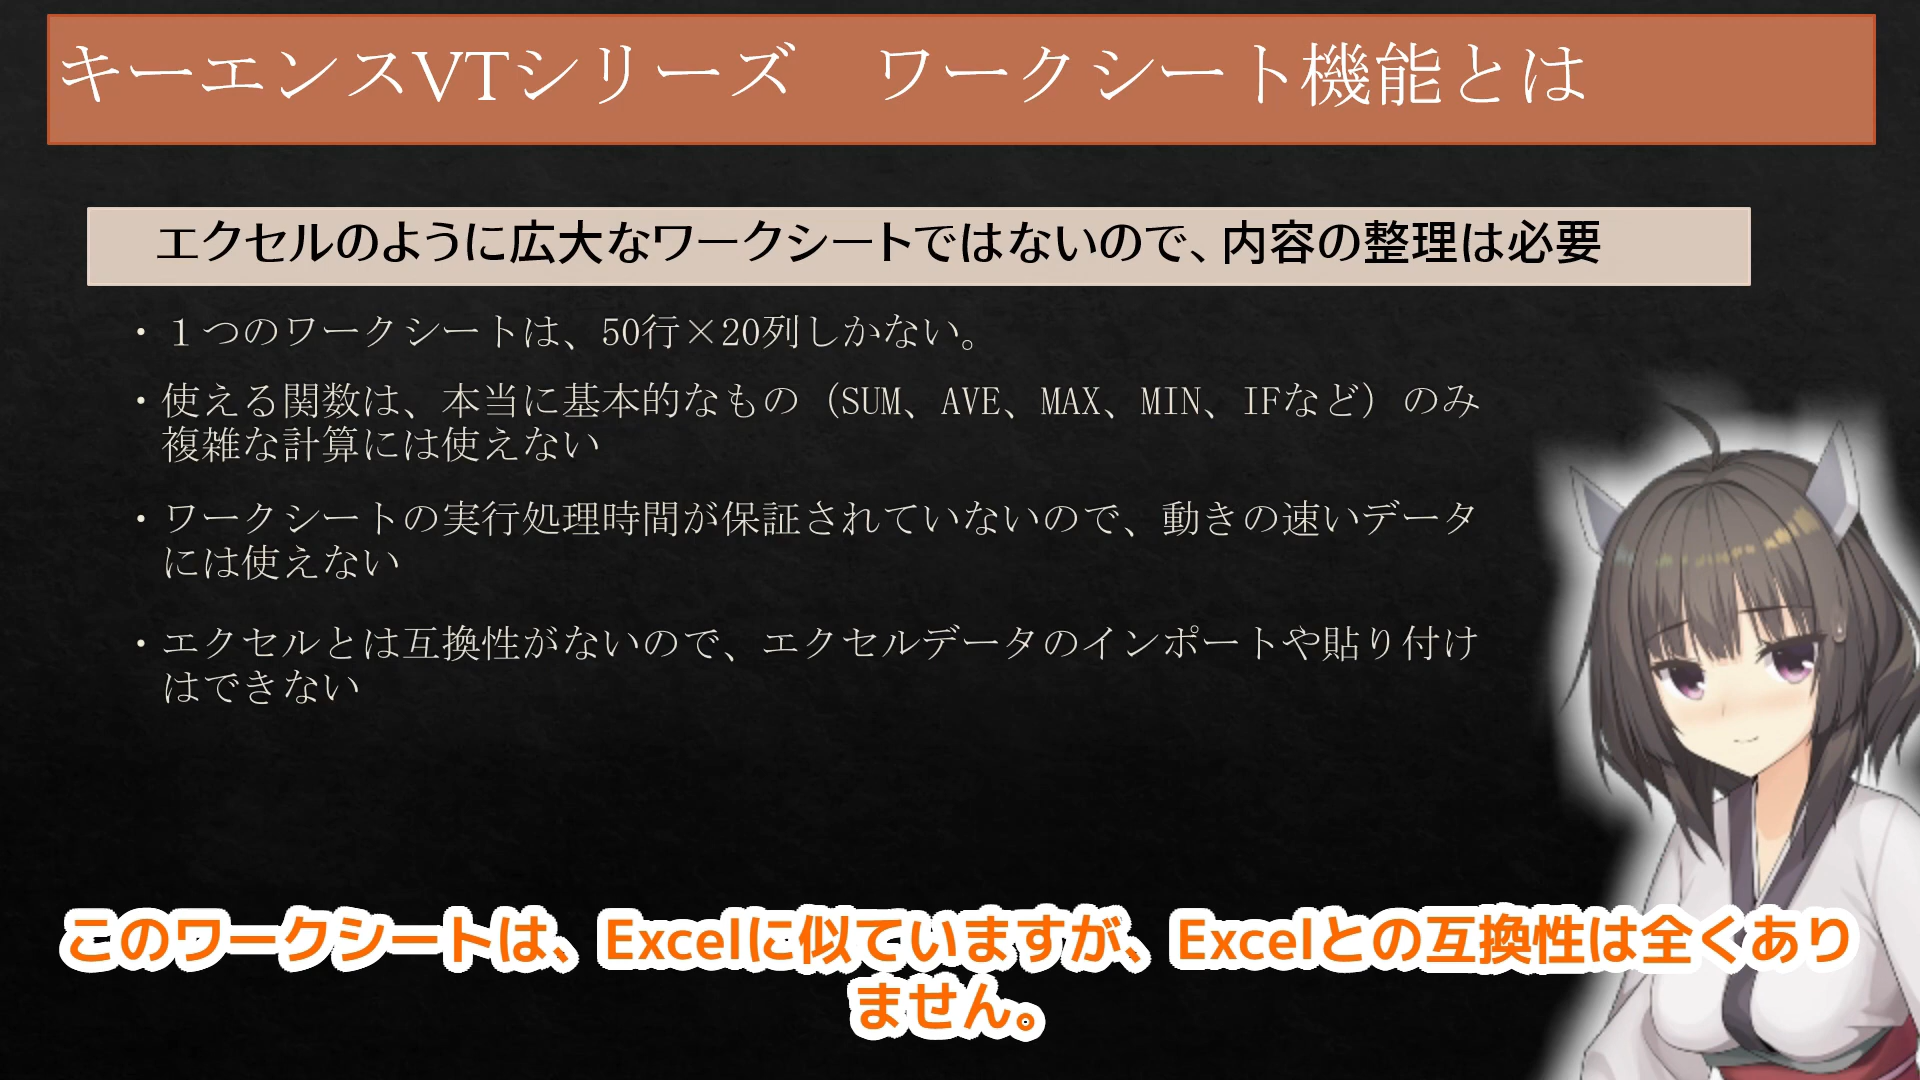 キーエンスVTシリーズ　ワークシート機能とは
エクセルのように広大なワークシートではないので、内容の整理は必要
・１つのワークシートは、50行×20列しかない。
・使える関数は、本当に基本的なもの（SUM、AVE、MAX、MIN、IFなど）のみ
複雑な計算には使えない
・ワークシートの実行処理時間が保証されていないので、動きの速いデータ
には使えない
・エクセルとは互換性がないので、エクセルデータのインポートや貼り付け
はできない
このワークシートは、Excelに似ていますが、Excelとの互換性は全くあり
ません。